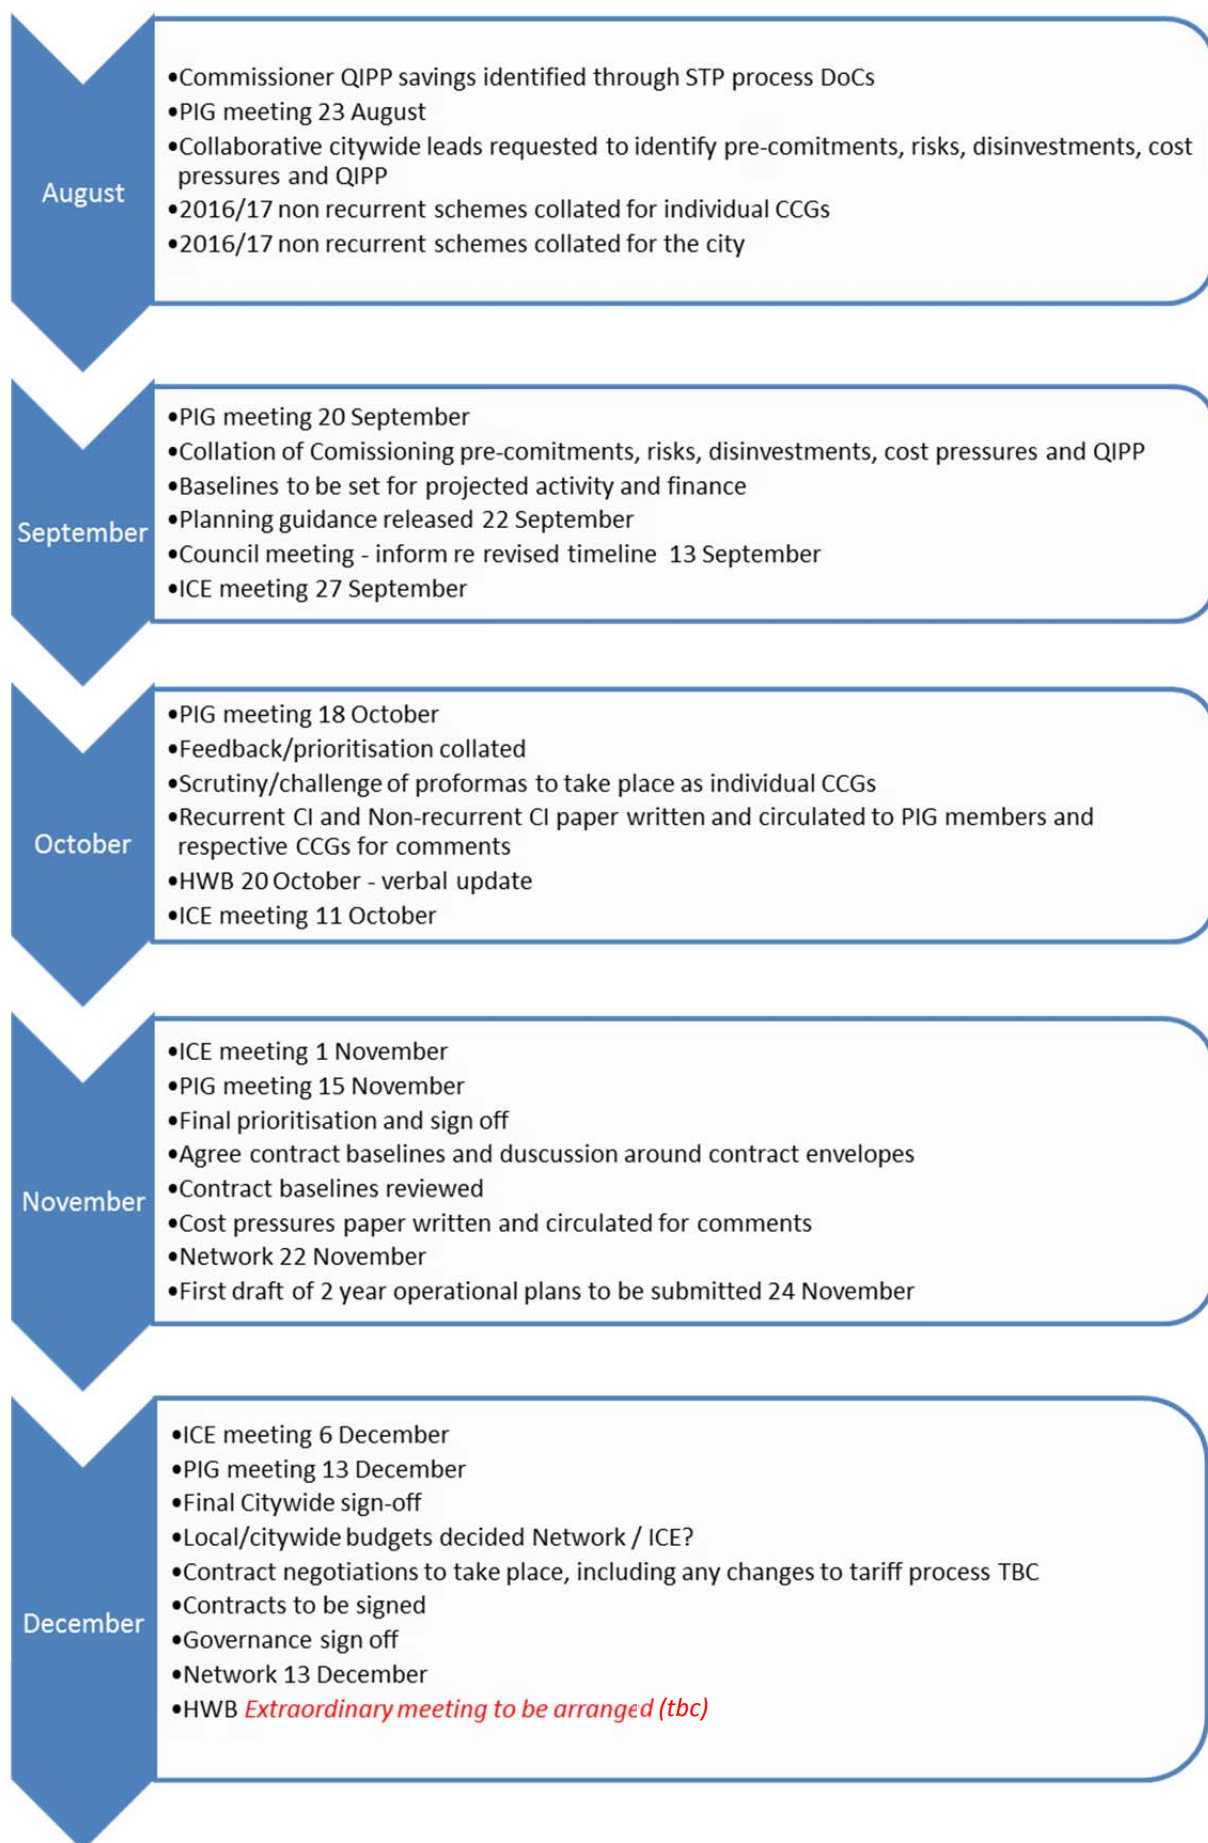 August
•Commissioner QIPP savings identified through STP process DoCs
•PIG meeting 23 August
•Collaborative citywide leads requested to identify pre-comitments, risks, disinvestments, cost
pressures and QIPP
•2016/17 non recurrent schemes collated for individual CCGs
•2016/17 non recurrent schemes collated for the city
September
•PIG meeting 20 September
•Collation of Comissioning pre-comitments, risks, disinvestments, cost pressures and QIPP
•Baselines to be set for projected activity and finance
•Planning guidance released 22 September
•Council meeting - inform re revised timeline 13 September
•ICE meeting 27 September
October
•PIG meeting 18 October
•Feedback/prioritisation collated
•Scrutiny/challenge of proformas to take place as individual CCGs
•Recurrent CI and Non-recurrent CI paper written and circulated to PIG members and
respective CCGs for comments
•HWB 20 October - verbal update
•ICE meeting 11 October
November
•ICE meeting 1 November
•PIG meeting 15 November
•Final prioritisation and sign off
•Agree contract baselines and duscussion around contract envelopes
•Contract baselines reviewed
•Cost pressures paper written and circulated for comments
•Network 22 November
•First draft of 2 year operational plans to be submitted 24 November
December
•ICE meeting 6 December
•PIG meeting 13 December
•Final Citywide sign-off
•Local/citywide budgets decided Network / ICE?
•Contract negotiations to take place, including any changes to tariff process TBC
•Contracts to be signed
•Governance sign off
•Network 13 December
•HWB Extraordinary meeting to be arranged (tbc)